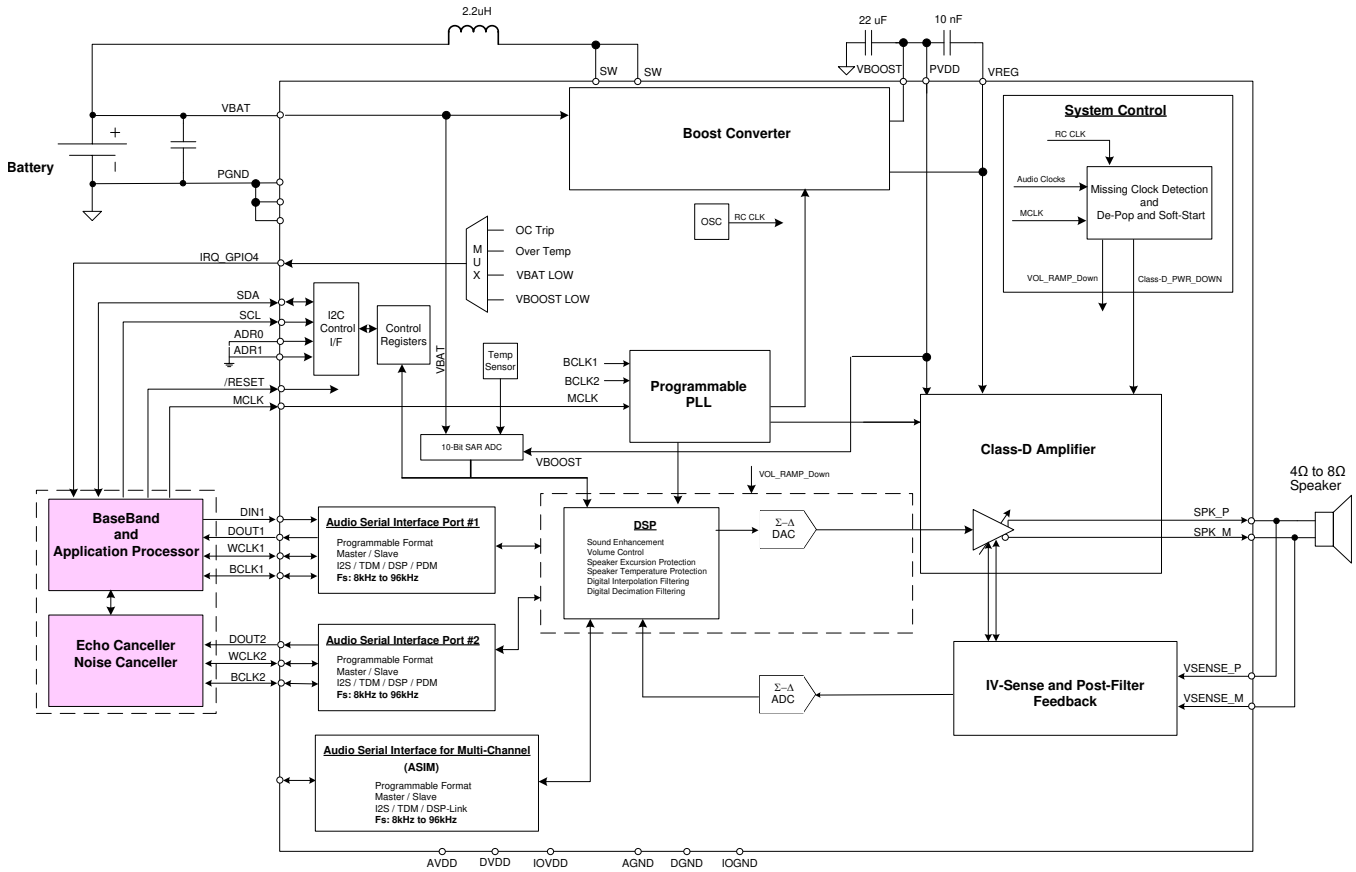 2.2uH
22 uF
10 nF
SW
SW
VBOOST
PVDD
VREG
VBAT
Battery
+
PGND
Boost Converter
System Control
RC CLK
Audio Clocks
MCLK
Missing Clock Detection
and
De-Pop and Soft-Start
VOL_RAMP_Down
Class-D_PWR_DOWN
OSC
RC CLK
MUX
OC Trip
Over Temp
VBAT LOW
VBOOST LOW
IRQ_GPIO4
SDA
SCL
ADR0
ADR1
/RESET
MCLK
I2C
Control
I/F
Control
Registers
VBAT
Temp
Sensor
BCLK1
BCLK2
MCLK
Programmable
PLL
10-Bit SAR ADC
VBOOST
Class-D Amplifier
VOL_RAMP_Down
4Ω to 8Ω
Speaker
SPK_P
SPK_M
BaseBand
and
Application Processor
DIN1
DOUT1
WCLK1
BCLK1
Audio Serial Interface Port #1
Programmable Format
Master / Slave
I2S / TDM / DSP / PDM
Fs: 8kHz to 96kHz
DSP
Sound Enhancement
Volume Control
Speaker Excursion Protection
Speaker Temperature Protection
Digital Interpolation Filtering
Digital Decimation Filtering
Σ–Δ
DAC
Echo Canceller
Noise Canceller
DOUT2
WCLK2
BCLK2
Audio Serial Interface Port #2
Programmable Format
Master / Slave
I2S / TDM / DSP / PDM
Fs: 8kHz to 96kHz
Σ–Δ
ADC
IV-Sense and Post-Filter
Feedback
VSENSE_P
VSENSE_M
Audio Serial Interface for Multi-Channel
(ASIM)
Programmable Format
Master / Slave
I2S / TDM / DSP-Link
Fs: 8kHz to 96kHz
AVDD
DVDD
IOVDD
AGND
DGND
IOGND